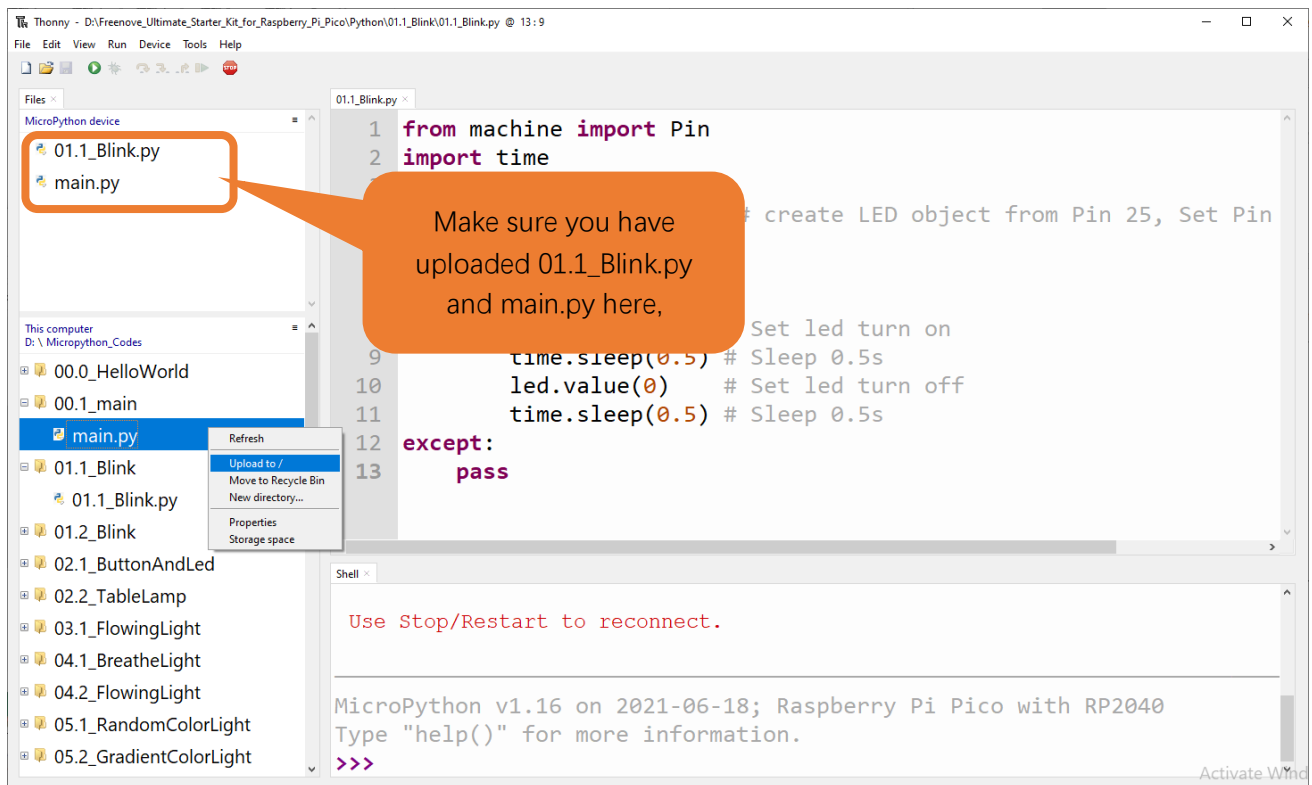 Thonny - D:\Freenove_Ultimate_Starter_Kit_for_Raspberry_Pi_Pico\Python\01.1_Blink\01.1_Blink.py @ 13 : 9
File Edit View Run Device Tools Help
STOP
Files
MicroPython device
01.1_Blink.py
main.py
This computer
D: \ Micropython_Codes
00.0_HelloWorld
00.1_main
main.py
01.1_Blink
01.1_Blink.py
01.2_Blink
02.1_ButtonAndLed
02.2_TableLamp
03.1_FlowingLight
04.1_BreatheLight
04.2_FlowingLight
05.1_RandomColorLight
05.2_GradientColorLight
Refresh
Upload to /
Move to Recycle Bin
New directory...
Properties
Storage space
Make sure you have
uploaded 01.1_Blink.py
and main.py here,
01.1_Blink.py
1 from machine import Pin
2 import time
# create LED object from Pin 25, Set Pin
Set led turn on
9 time.sleep(0.5) # Sleep 0.5s
10 led.value(0) # Set led turn off
11 time.sleep(0.5) # Sleep 0.5s
12 except:
13 pass
Shell
Use Stop/Restart to reconnect.
MicroPython v1.16 on 2021-06-18; Raspberry Pi Pico with RP2040
Type "help()" for more information.
>>>
Activate Wind